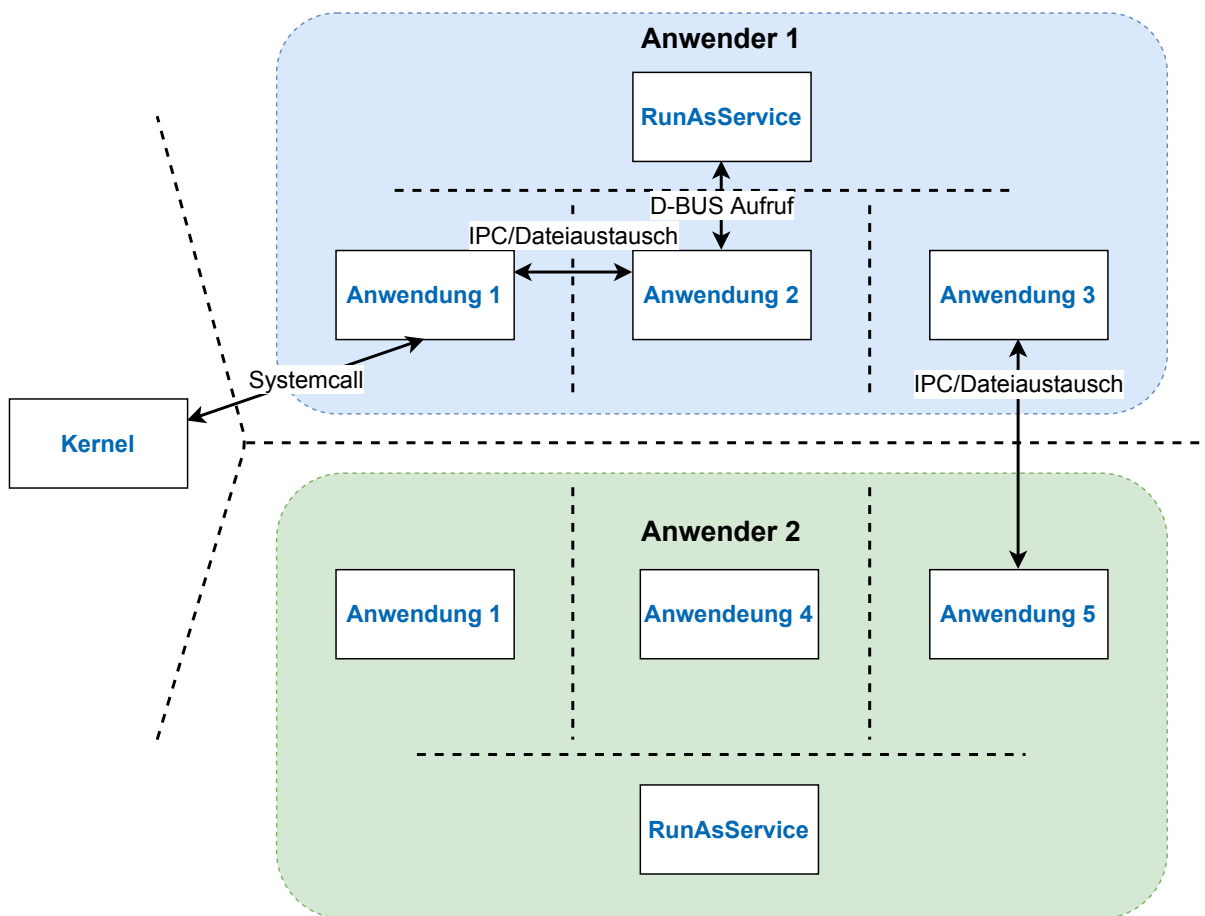 Anwender 1
RunAsService
D-BUS Aufruf
IPC/Dateiaustausch
Anwendung 1
Anwendung 2
Anwendung 3
Systemcall
IPC/Dateiaustausch
Kernel
Anwender 2
Anwendung 1
Anwendeung 4
Anwendung 5
RunAsService